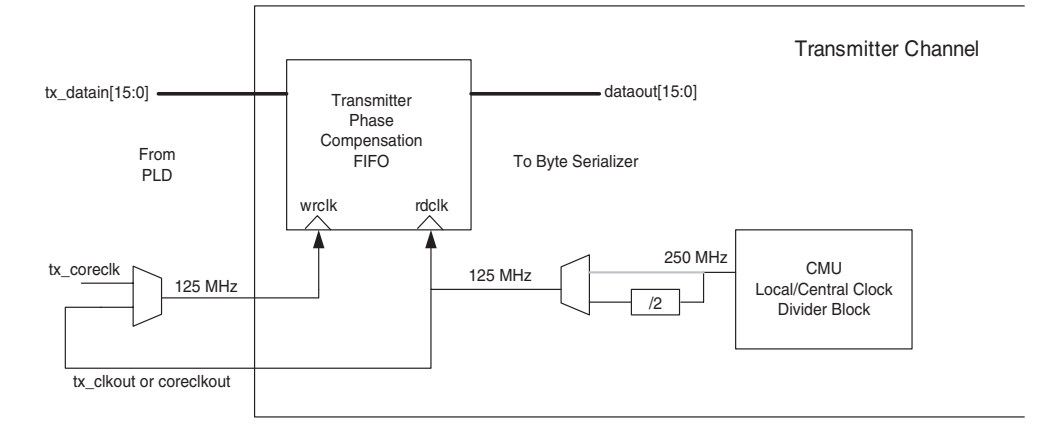 Transmitter Channel
tx_datain[15:0]
dataout[15:0]
Transmitter
Phase
Compensation
FIFO
From
PLD
To Byte Serializer
wrclk
rdclk
tx_coreclk
125 MHz
125 MHz
250 MHz
/2
CMU
Local/Central Clock
Divider Block
tx_clkout or coreclkout